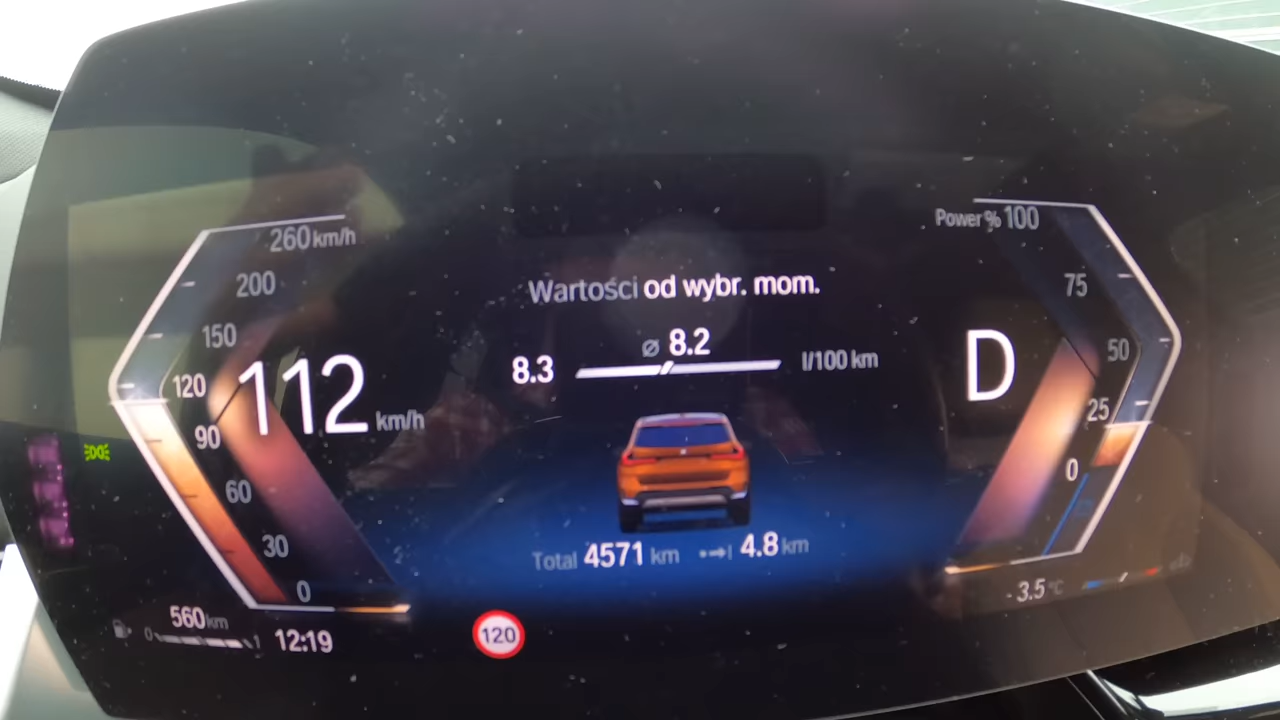 260 km/h
200
150
120
90
60
30
0
112 km/h
Wartości od wybr. mom.
ø 8.2
8.3
l/100 km
Total 4571 km
4.8 km
Power % 100
75
50
25
0
D
-3.5 °C
560 km
0
1
12:19
120